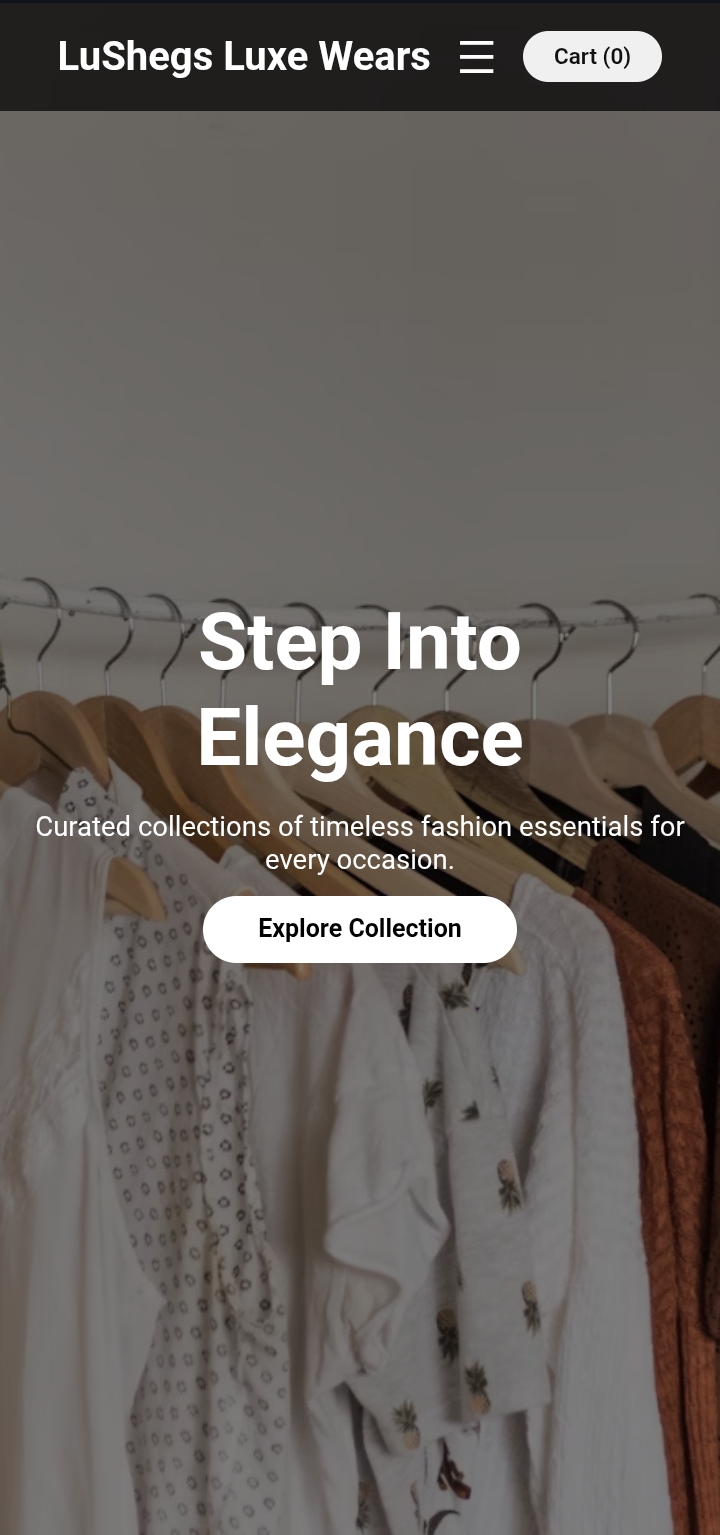 LuShegs Luxe Wears
Cart (0)
Step Into
Elegance
Curated collections of timeless fashion essentials for
every occasion.
Explore Collection